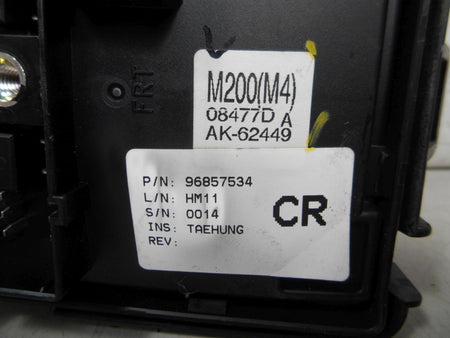 FRT
M200(M4)
08477D A
AK-62449
P/N: 96857534
L/N: HM11
S/N: 0014
INS: TAEHUNG
REV:
CR